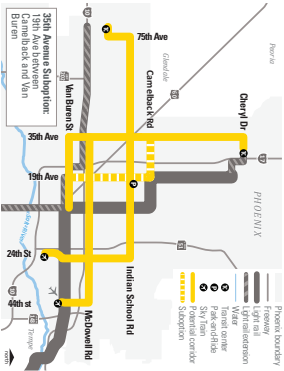 35th Avenue Suboption:
19th Ave between
Camelback and Van
Buren
75th Ave
Glendale
Peoria
Camelback Rd
Cheryl Dr
Van Buren St
35th Ave
19th Ave
PHOENIX
24th St
44th st
Indian School Rd
McDowell Rd
Tempe
north
P
Phoenix boundary
Freeway
Light rail
Light rail extension
Water
Transit center
Park-and-Ride
Sky Train
Potential corridor
Suboption